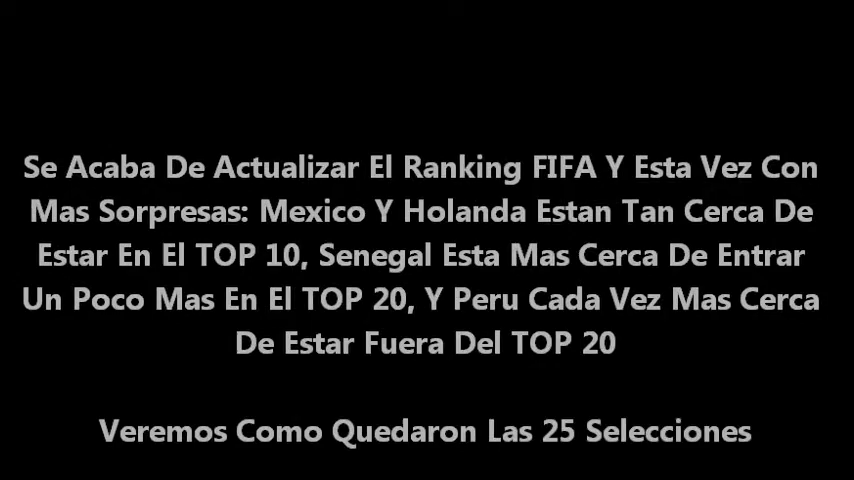 Se Acaba De Actualizar El Ranking FIFA Y Esta Vez Con
Mas Sorpresas: Mexico Y Holanda Estan Tan Cerca De
Estar En El TOP 10, Senegal Esta Mas Cerca De Entrar
Un Poco Mas En El TOP 20, Y Peru Cada Vez Mas Cerca
De Estar Fuera Del TOP 20
Veremos Como Quedaron Las 25 Selecciones